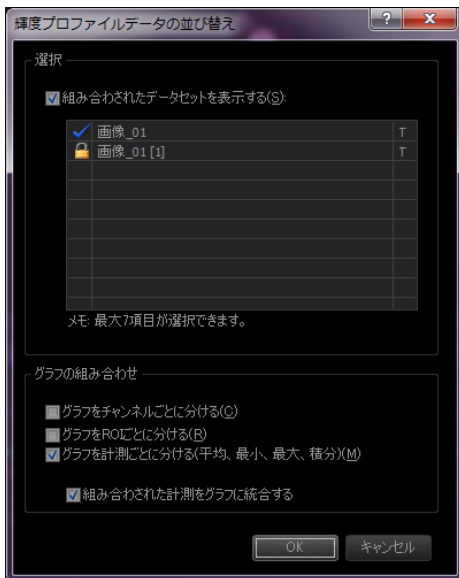 輝度プロファイルデータの並び替え
選択
組み合わされたデータセットを表示する(S):
画像_01 T
画像_01 [1] T
メモ: 最大7項目が選択できます。
グラフの組み合わせ
グラフをチャンネルごとに分ける(C)
グラフをROIごとに分ける(R)
グラフを計測ごとに分ける(平均、最小、最大、積分)(M)
組み合わされた計測をグラフに統合する
OK キャンセル